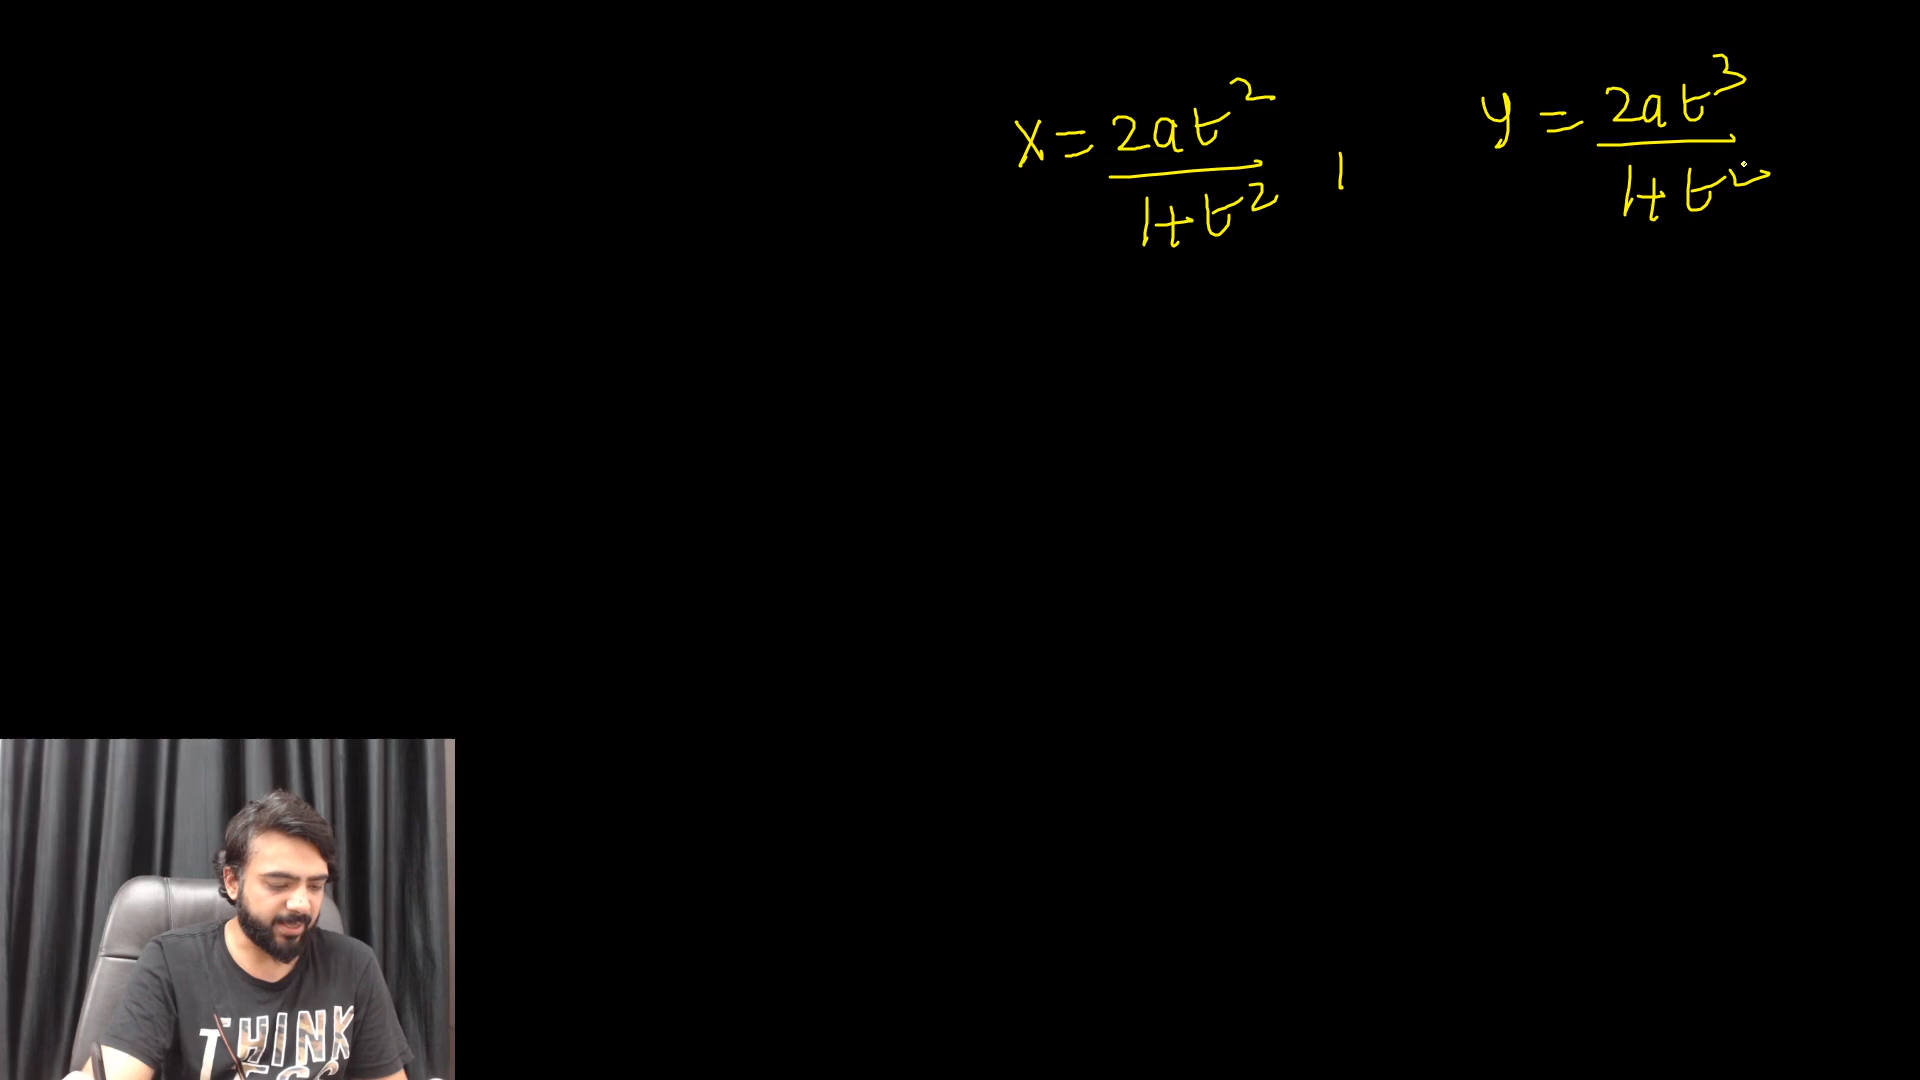 x = 2at² / 1+t² , y = 2at³ / 1+t²
THINK